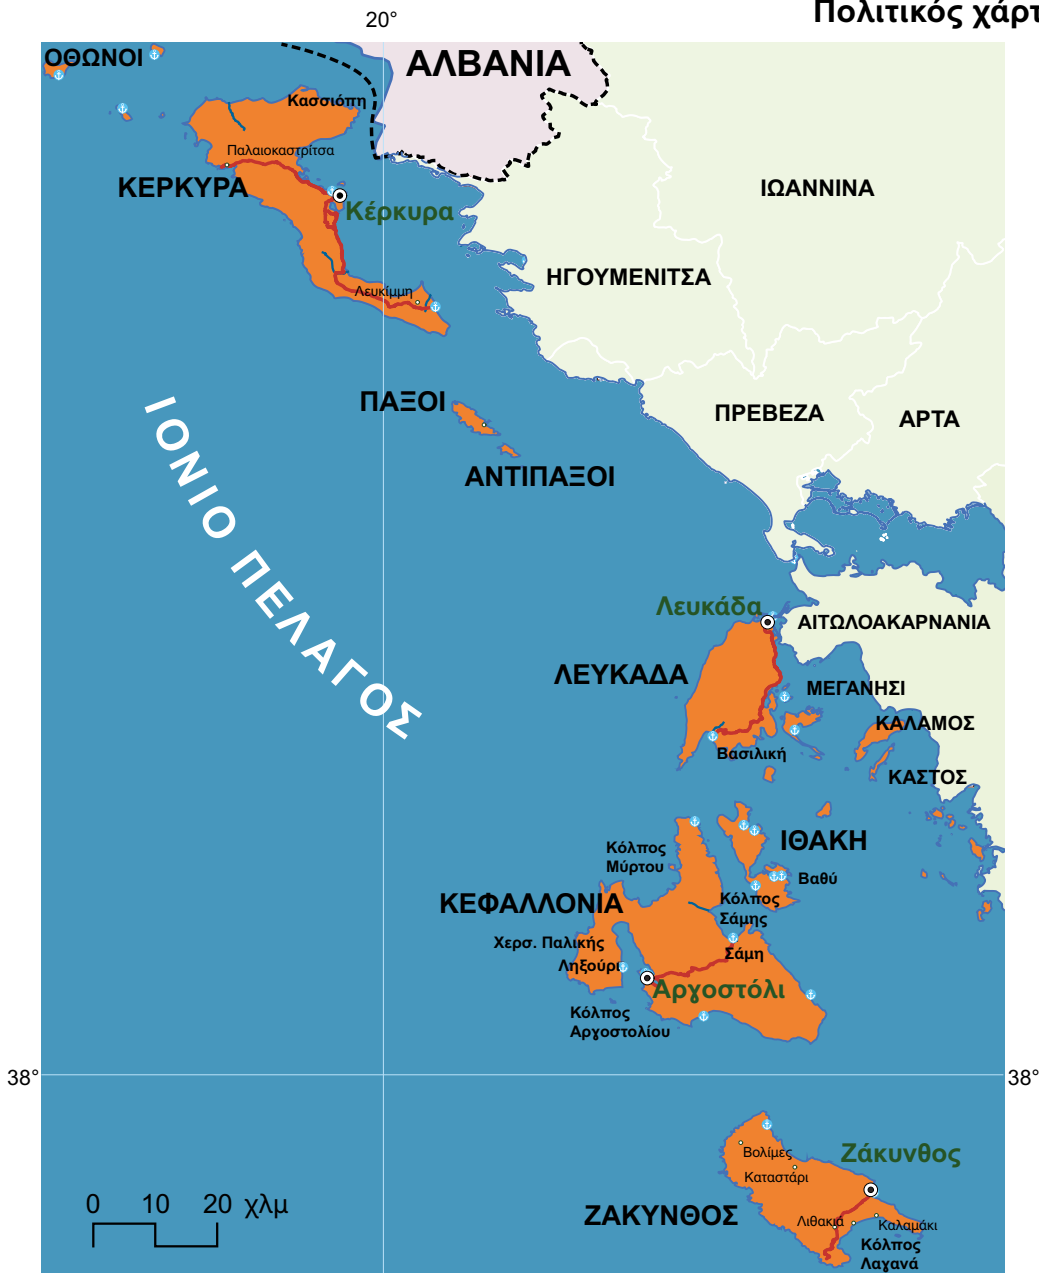 Πολιτικός χάρτ
20°
ΟΘΩΝΟΙ
ΑΛΒΑΝΙΑ
Κασσιόπη
Παλαιοκαστρίτσα
ΚΕΡΚΥΡΑ
ΙΩΑΝΝΙΝΑ
Κέρκυρα
ΗΓΟΥΜΕΝΙΤΣΑ
Λευκίμμη
ΠΑΞΟΙ
ΠΡΕΒΕΖΑ
ΑΡΤΑ
ΑΝΤΙΠΑΞΟΙ
ΙΟΝΙΟ ΠΕΛΑΓΟΣ
Λευκάδα
ΑΙΤΩΛΟΑΚΑΡΝΑΝΙΑ
ΛΕΥΚΑΔΑ
ΜΕΓΑΝΗΣΙ
ΚΑΛΑΜΟΣ
Βασιλική
ΚΑΣΤΟΣ
ΙΘΑΚΗ
Κόλπος
Μύρτου
Βαθύ
ΚΕΦΑΛΛΟΝΙΑ
Κόλπος
Σάμης
Χερσ. Παλικής
Σάμη
Ληξούρι
Αργοστόλι
Κόλπος
Αργοστολίου
38°
38°
Βολίμες
Ζάκυνθος
Καταστάρι
0 10 20 χλμ
ΖΑΚΥΝΘΟΣ
Λιθακιά
Καλαμάκι
Κόλπος
Λαγανά